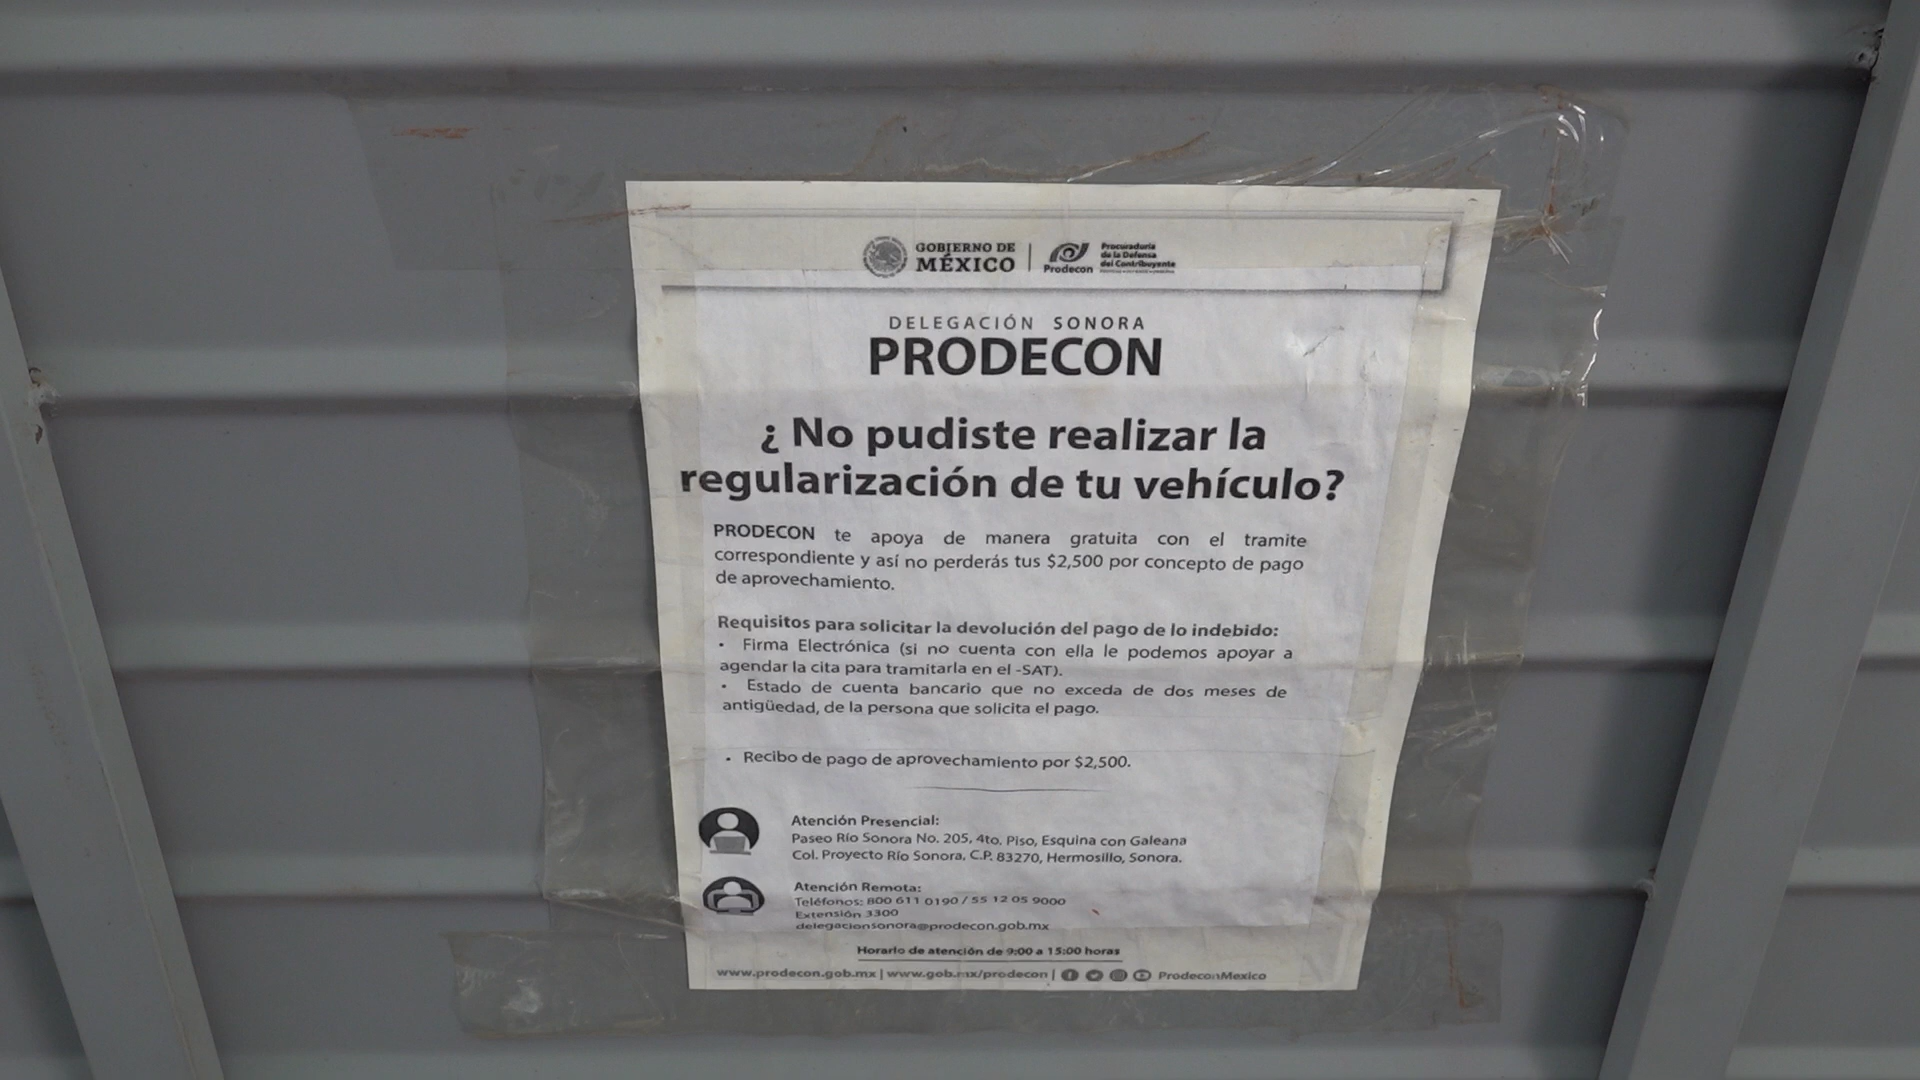 GOBIERNO DE
MÉXICO
Prodecon
Procuraduría
de la Defensa
del Contribuyente
DELEGACIÓN SONORA
PRODECON
¿ No pudiste realizar la
regularización de tu vehículo?
PRODECON te apoya de manera gratuita con el tramite
correspondiente y así no perderás tus $2,500 por concepto de pago
de aprovechamiento.
Requisitos para solicitar la devolución del pago de lo indebido:
• Firma Electrónica (si no cuenta con ella le podemos apoyar a
agendar la cita para tramitarla en el -SAT).
• Estado de cuenta bancario que no exceda de dos meses de
antigüedad, de la persona que solicita el pago.
• Recibo de pago de aprovechamiento por $2,500.
Atención Presencial:
Paseo Río Sonora No. 205, 4to. Piso, Esquina con Galeana
Col. Proyecto Río Sonora, C.P. 83270, Hermosillo, Sonora.
Atención Remota:
Teléfonos: 800 611 0190 / 55 12 05 9000
Extensión 3300
delegacionsonora@prodecon.gob.mx
Horario de atención de 9:00 a 15:00 horas
www.prodecon.gob.mx | www.gob.mx/prodecon | ProdeconMexico